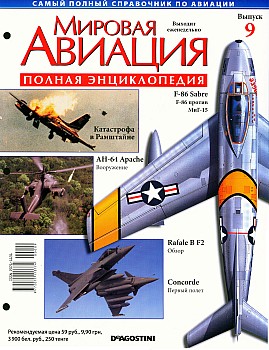 САМЫЙ ПОЛНЫЙ СПРАВОЧНИК ПО АВИАЦИИ
МИРОВАЯ
АВИАЦИЯ
Выходит
еженедельно
Выпуск
9
ПОЛНАЯ ЭНЦИКЛОПЕДИЯ
F-86 Sabre
F-86 против
МиГ-15
Катастрофа
в Рамштайне
AH-64 Apache
Вооружение
Rafale B F2
Обзор
Concorde
Первый полет
Рекомендуемая цена 59 руб., 9,90 грн,
3 900 бел. руб., 250 тенге
DeAGOSTINI